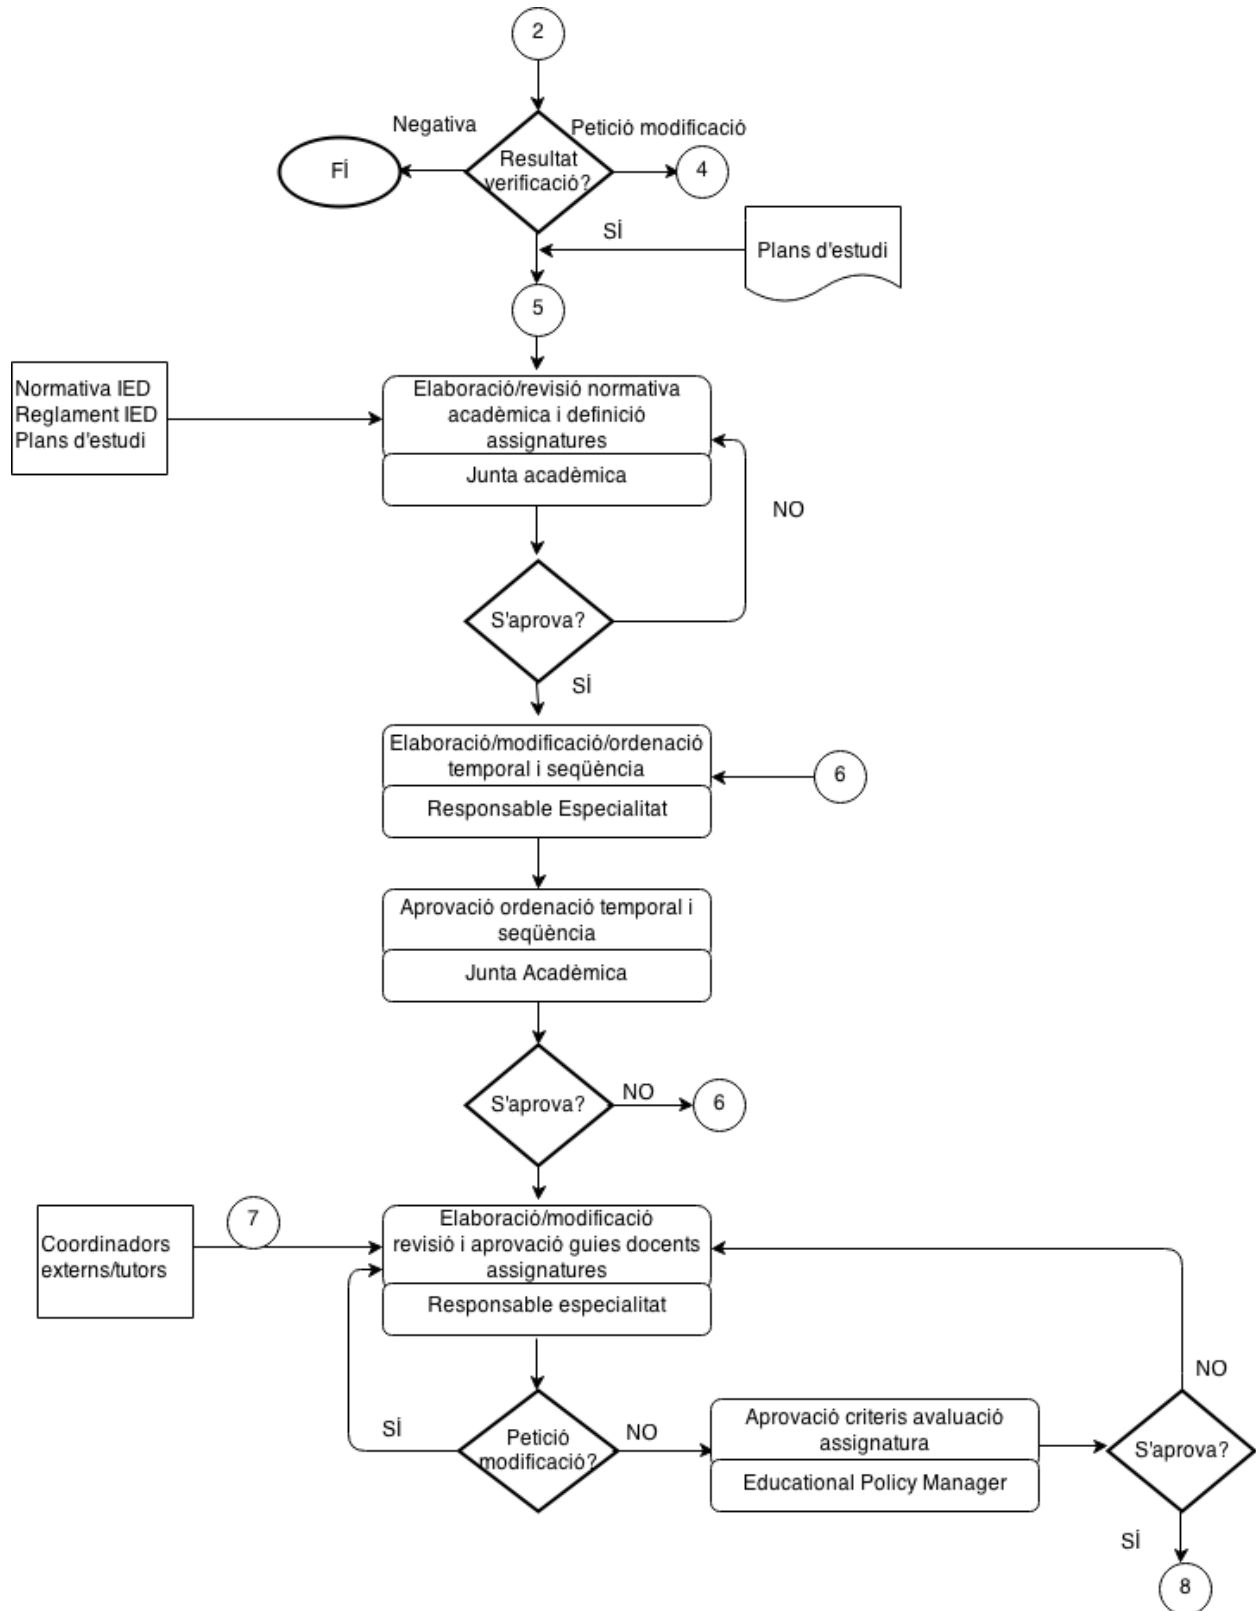 2
Negativa
Petició modificació
FÍ
Resultat
verificació?
4
SÍ
Plans d'estudi
5
Normativa IED
Reglament IED
Plans d'estudi
Elaboració/revisió normativa
acadèmica i definició
assignatures
Junta acadèmica
NO
S'aprova?
SÍ
Elaboració/modificació/ordenació
temporal i seqüència
Responsable Especialitat
6
Aprovació ordenació temporal i
seqüència
Junta Acadèmica
S'aprova?
NO
6
Coordinadors
externs/tutors
7
Elaboració/modificació
revisió i aprovació guies docents
assignatures
Responsable especialitat
NO
SÍ
Petició
modificació?
NO
Aprovació criteris avaluació
assignatura
Educational Policy Manager
S'aprova?
SÍ
8